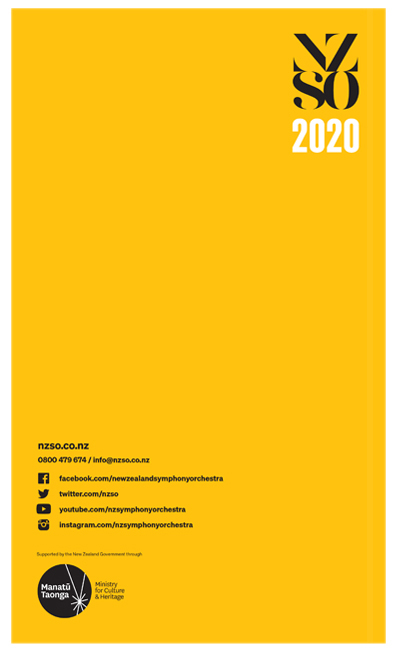 NZ
SO
2020
nzso.co.nz
0800 479 674 / info@nzso.co.nz
facebook.com/newzealandsymphonyorchestra
twitter.com/nzso
youtube.com/nzsymphonyorchestra
instagram.com/nzsymphonyorchestra
Supported by the New Zealand Government through
Manatū
Taonga
Ministry
for Culture
& Heritage